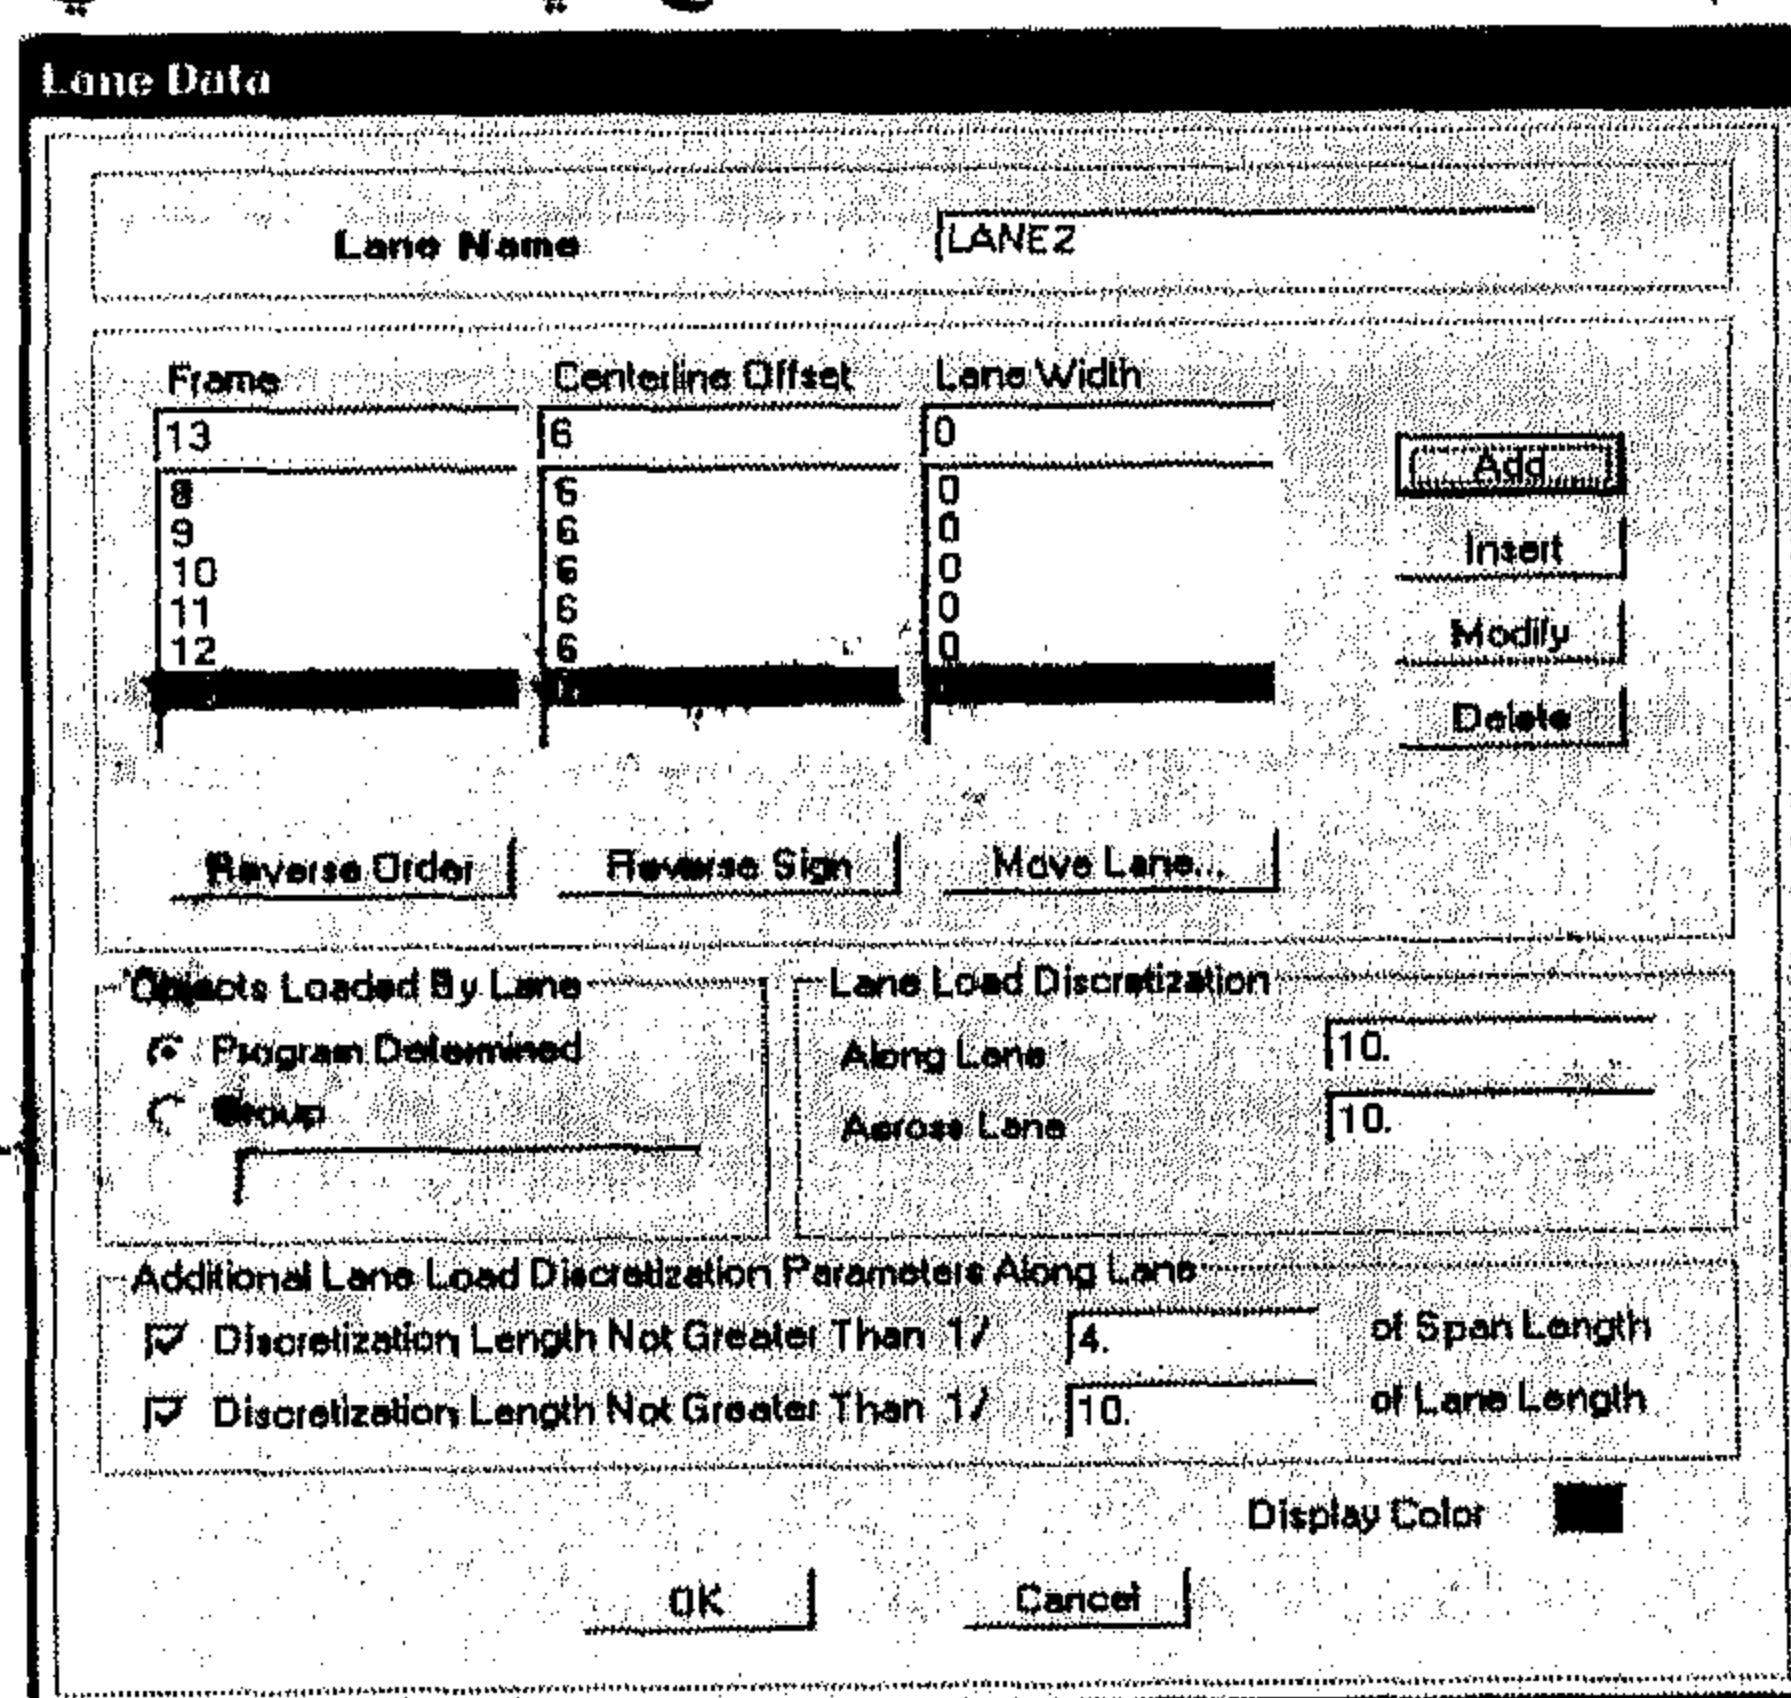 Lane Data
Lane Name LANE2
Frame Centerline Offset Lane Width
13 6 0
Add
8 6 0
9 6 0
Insert
10 6 0
11 6 0
12 6 0
Modify
Delete
Reverse Order Reverse Sign Move Lane...
Objects Loaded By Lane
Program Determined
Group
Lane Load Discretization
Along Lane 10.
Across Lane 10.
Additional Lane Load Discretization Parameters Along Lane
Discretization Length Not Greater Than 1/ 4. of Span Length
Discretization Length Not Greater Than 1/ 10. of Lane Length
Display Color
OK Cancel